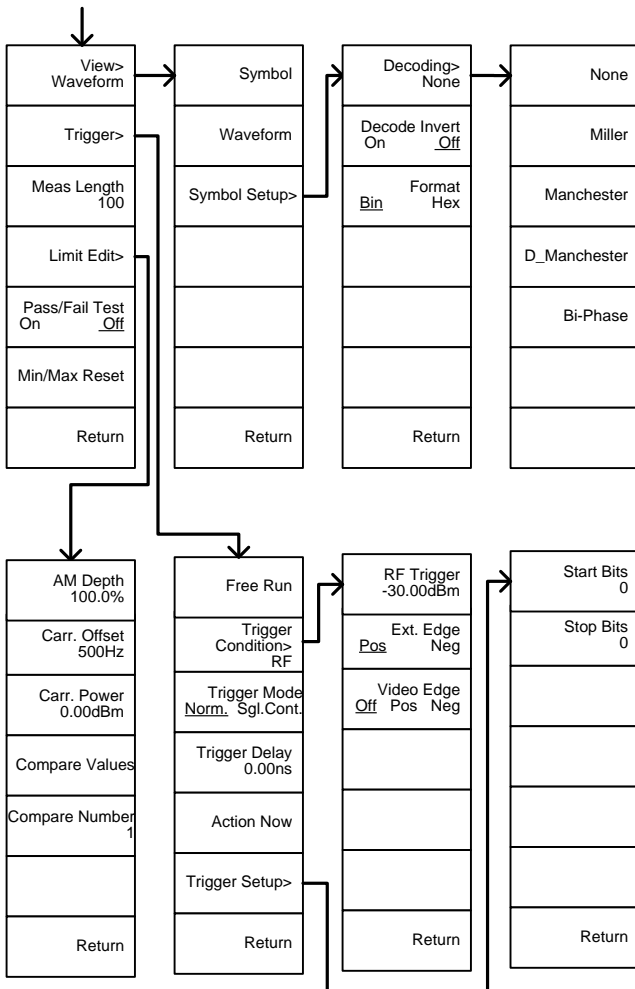 View>
Waveform
Trigger>
Meas Length
100
Limit Edit>
Pass/Fail Test
On Off
Min/Max Reset
Return
Symbol
Waveform
Symbol Setup>
Return
Decoding>
None
Decode Invert
On Off
Format
Bin Hex
Return
None
Miller
Manchester
D_Manchester
Bi-Phase
AM Depth
100.0%
Carr. Offset
500Hz
Carr. Power
0.00dBm
Compare Values
Compare Number
1
Return
Free Run
Trigger
Condition>
RF
Trigger Mode
Norm. Sgl.Cont.
Trigger Delay
0.00ns
Action Now
Trigger Setup>
Return
RF Trigger
-30.00dBm
Ext. Edge
Pos Neg
Video Edge
Off Pos Neg
Return
Start Bits
0
Stop Bits
0
Return